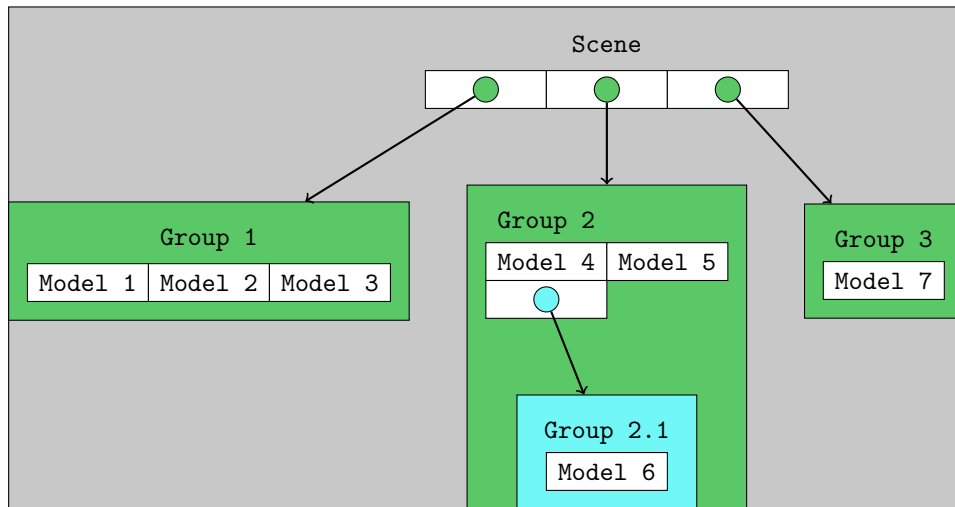 Scene
Group 1
Model 1 Model 2 Model 3
Group 2
Model 4 Model 5
Group 2.1
Model 6
Group 3
Model 7